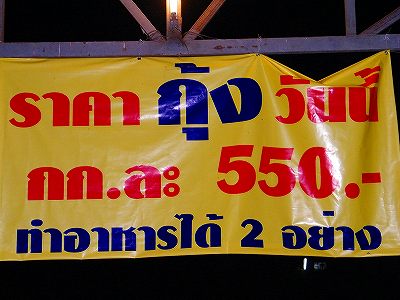 ราคา กุ้ง วันนี้
กก.ละ 550.-
ทำอาหารได้ 2 อย่าง